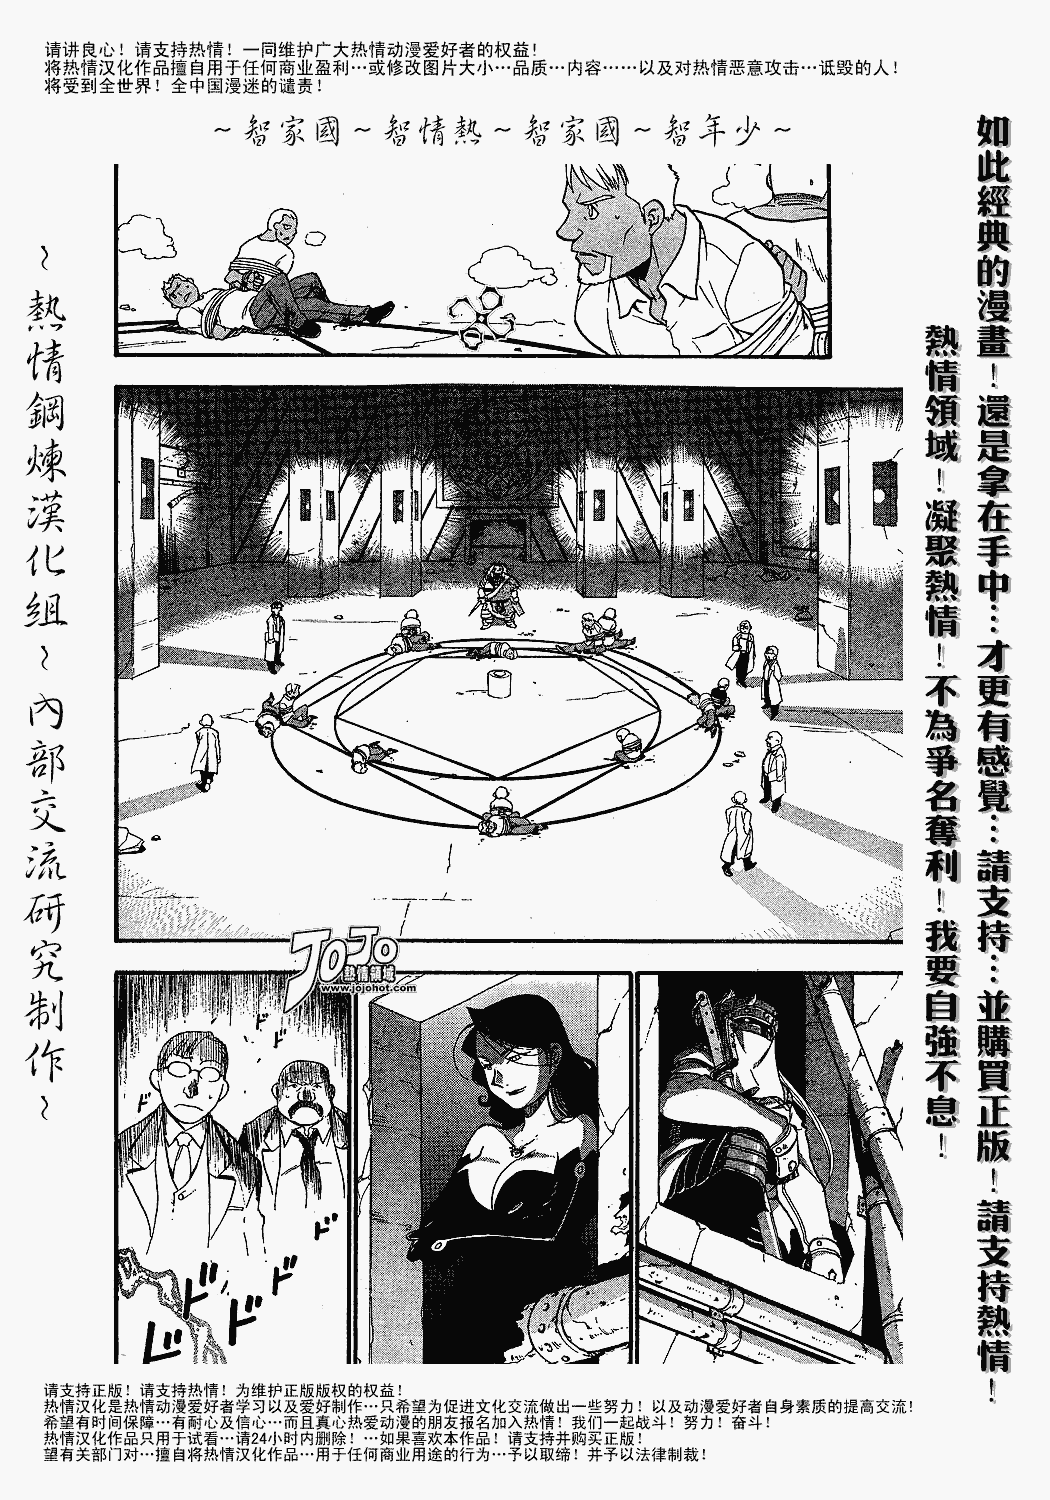 请讲良心！请支持热情！一同维护广大热情动漫爱好者的权益！
将热情汉化作品擅自用于任何商业盈利…或修改图片大小…品质…内容……以及对热情恶意攻击…诋毁的人！
将受到全世界！全中国漫迷的谴责！
～智家國～智情熱～智家國～智年少～
如此經典的漫畫！還是拿在手中…才更有感覺…請支持…並購買正版！請支持熱情！
熱情領域！凝聚熱情！不為爭名奪利！我要自強不息！
～熱情鋼煉漢化組～內部交流研究制作～
JOJO
热情領域
www.jojohot.com
ドドドドドド
请支持正版！请支持热情！为维护正版版权的权益！
热情汉化是热情动漫爱好者学习以及爱好制作…只希望为促进文化交流做出一些努力！以及动漫爱好者自身素质的提高交流！
希望有时间保障…有耐心及信心…而且真心热爱动漫的朋友报名加入热情！我们一起战斗！努力！奋斗！
热情汉化作品只用于试看…请24小时内删除！…如果喜欢本作品！请支持并购买正版！
望有关部门对…擅自将热情汉化作品…用于任何商业用途的行为…予以取缔！并予以法律制裁！